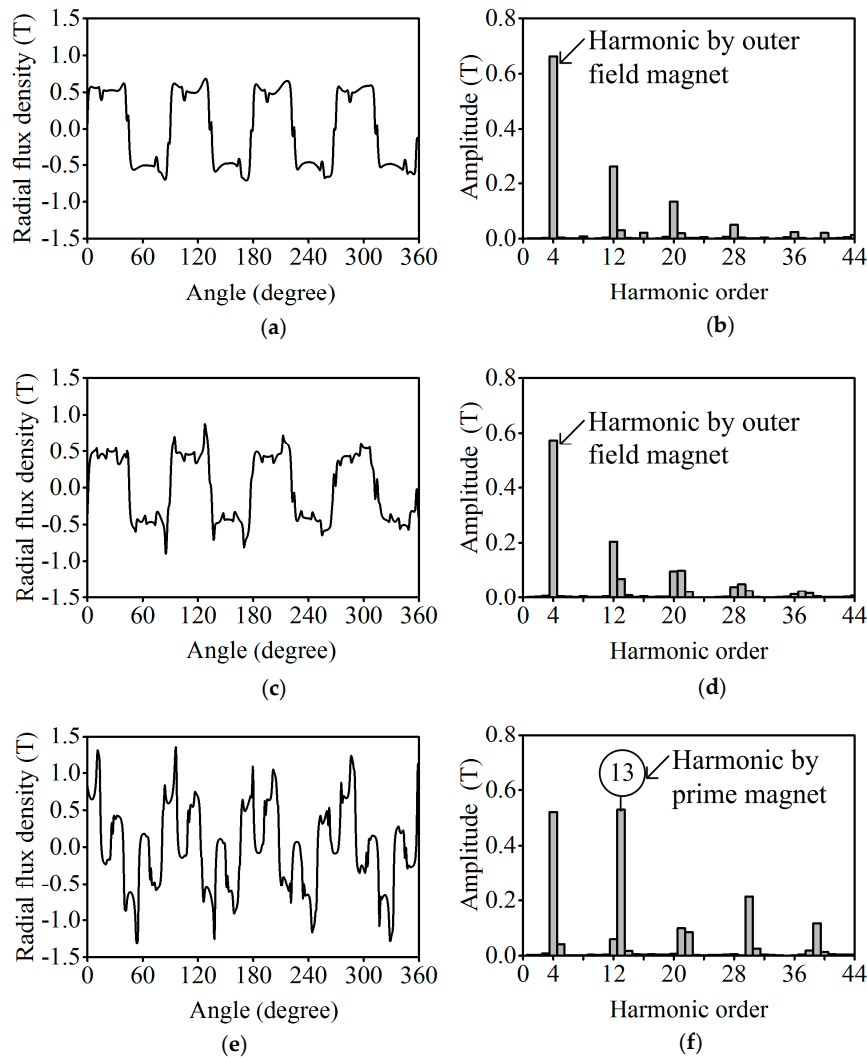 Radial flux density (T)
1.5
1.0
0.5
0.0
-0.5
-1.0
-1.5
0 60 120 180 240 300 360
Angle (degree)
(a)
Amplitude (T)
0.8
0.6
0.4
0.2
0.0
0 4 12 20 28 36 44
Harmonic order
Harmonic by outer
field magnet
(b)
Radial flux density (T)
1.5
1.0
0.5
0.0
-0.5
-1.0
-1.5
0 60 120 180 240 300 360
Angle (degree)
(c)
Amplitude (T)
0.8
0.6
0.4
0.2
0.0
0 4 12 20 28 36 44
Harmonic order
Harmonic by outer
field magnet
(d)
Radial flux density (T)
1.5
1.0
0.5
0.0
-0.5
-1.0
-1.5
0 60 120 180 240 300 360
Angle (degree)
(e)
Amplitude (T)
0.8
0.6
0.4
0.2
0.0
0 4 12 20 28 36 44
Harmonic order
13
Harmonic by
prime magnet
(f)